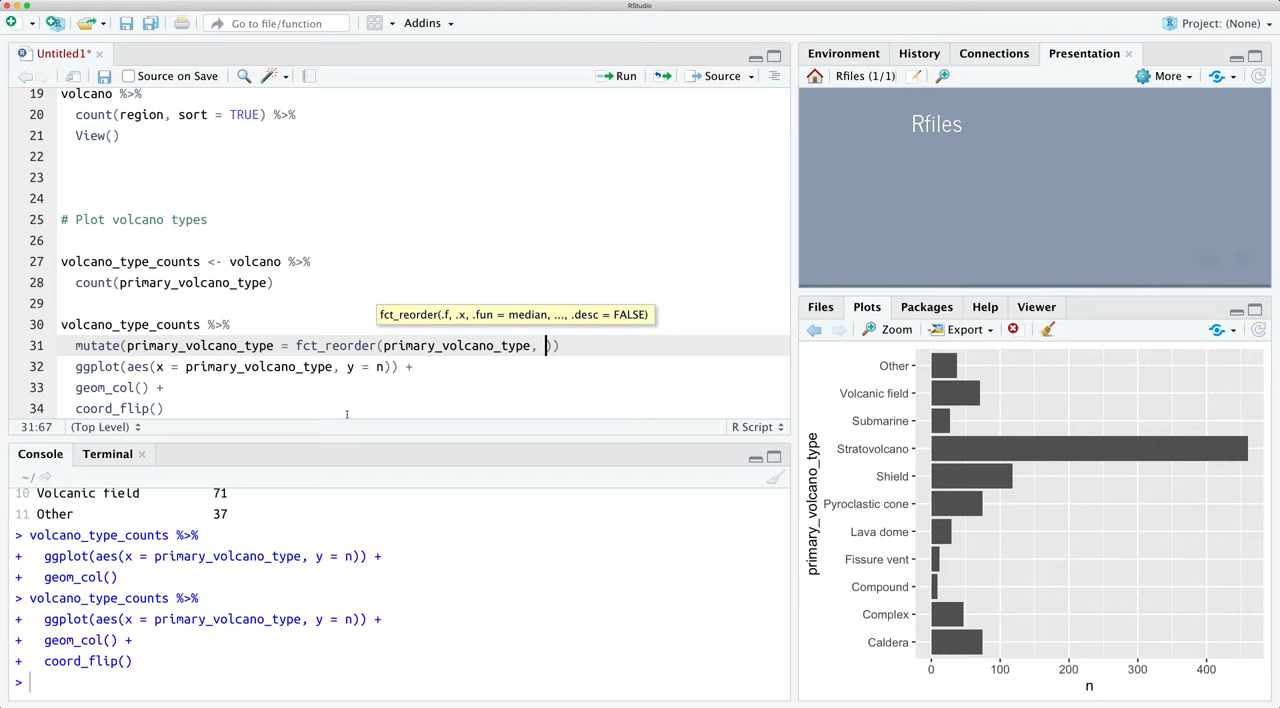 RStudio
Go to file/function
Addins
Project: (None)
Untitled1*
Source on Save
Run
Source
19 volcano %>%
20 count(region, sort = TRUE) %>%
21 View()
22
23
24
25 # Plot volcano types
26
27 volcano_type_counts <- volcano %>%
28 count(primary_volcano_type)
29
fct_reorder(.f, .x, .fun = median, ..., .desc = FALSE)
30 volcano_type_counts %>%
31 mutate(primary_volcano_type = fct_reorder(primary_volcano_type, ))
32 ggplot(aes(x = primary_volcano_type, y = n)) +
33 geom_col() +
34 coord_flip()
31:67 (Top Level) R Script
Console Terminal
~/
10 Volcanic field 71
11 Other 37
> volcano_type_counts %>%
+ ggplot(aes(x = primary_volcano_type, y = n)) +
+ geom_col()
> volcano_type_counts %>%
+ ggplot(aes(x = primary_volcano_type, y = n)) +
+ geom_col() +
+ coord_flip()
>
Environment History Connections Presentation
Rfiles (1/1) More
Rfiles
Files Plots Packages Help Viewer
Zoom Export
primary_volcano_type
Other
Volcanic field
Submarine
Stratovolcano
Shield
Pyroclastic cone
Lava dome
Fissure vent
Compound
Complex
Caldera
0 100 200 300 400
n